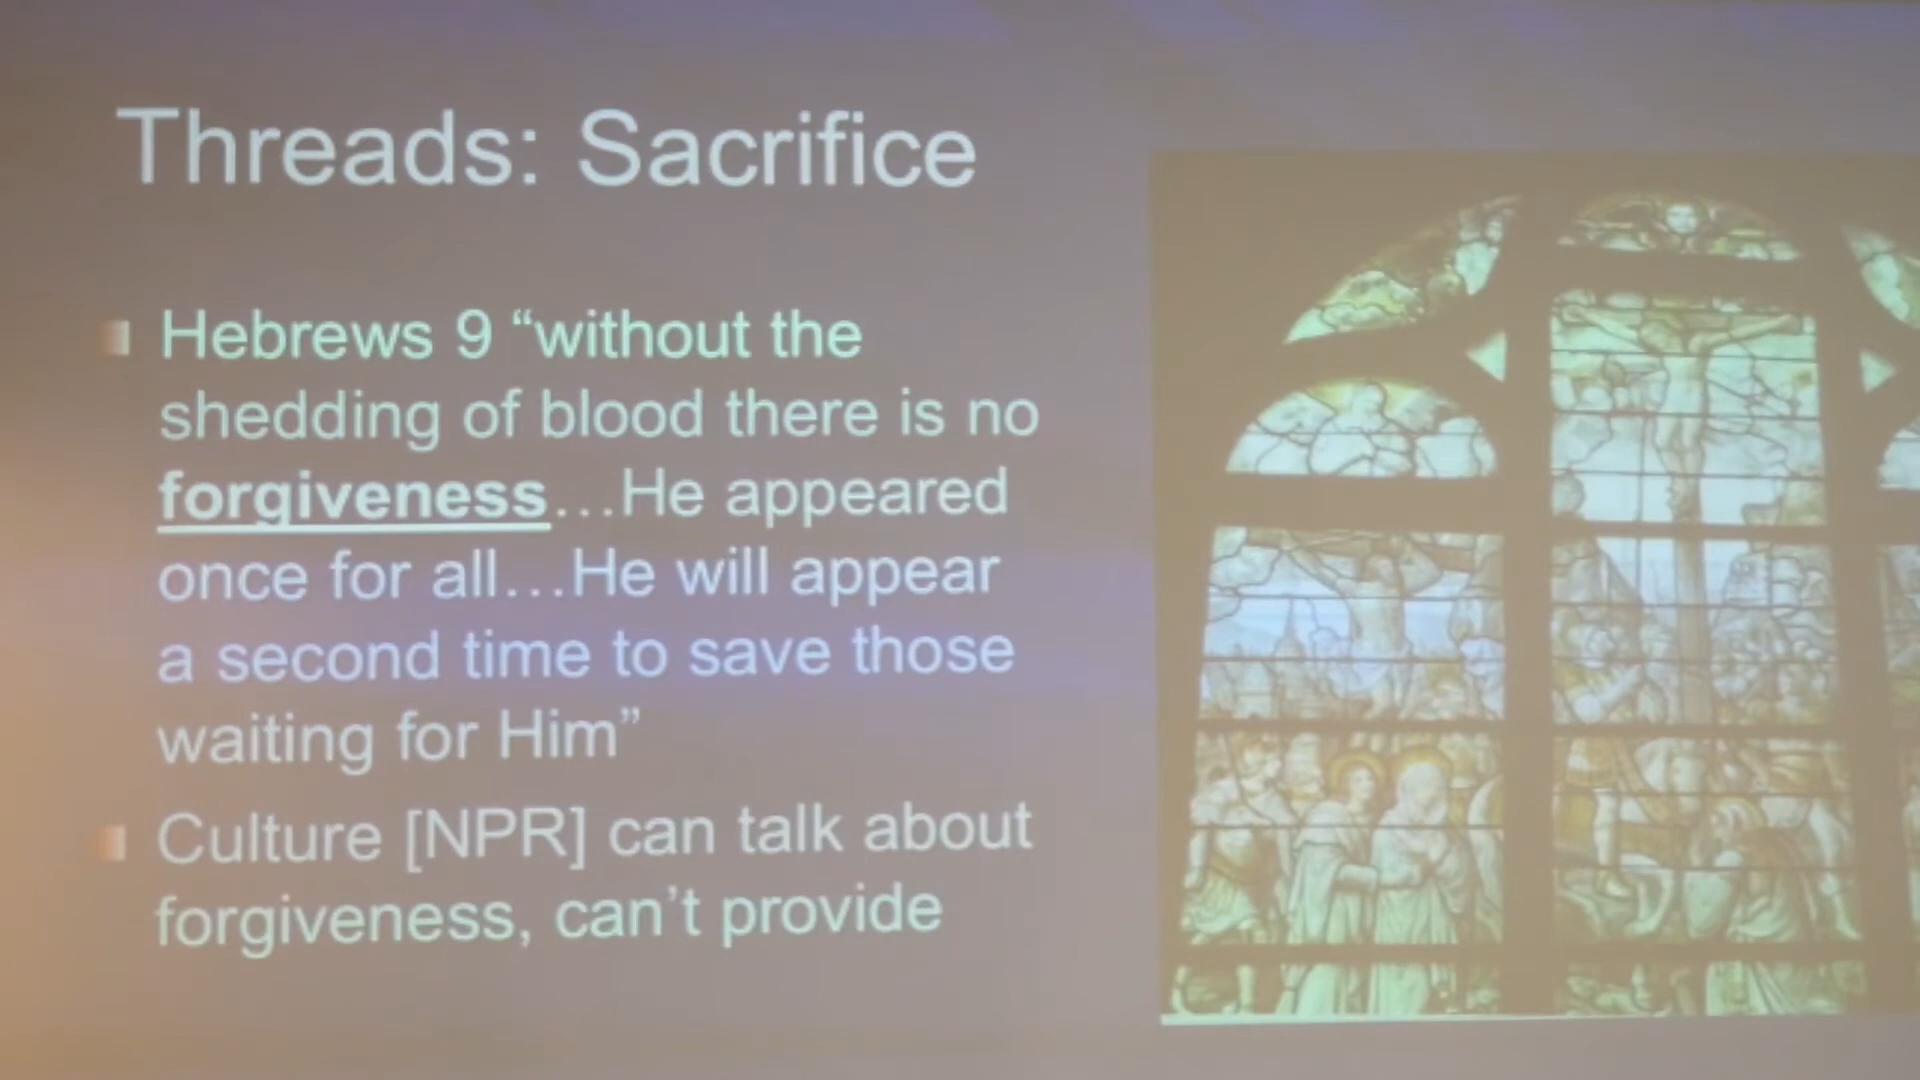 Threads: Sacrifice
Hebrews 9 “without the
shedding of blood there is no
forgiveness…He appeared
once for all…He will appear
a second time to save those
waiting for Him”
Culture [NPR] can talk about
forgiveness, can’t provide